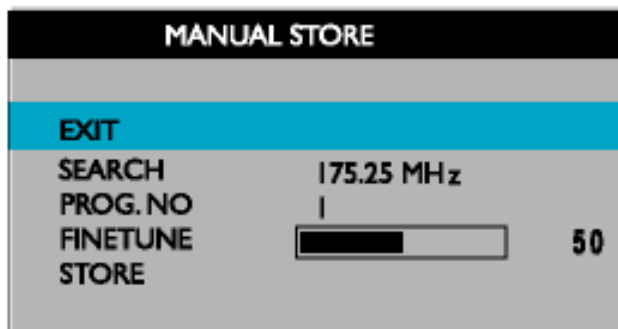 MANUAL STORE
EXIT
SEARCH 175.25 MHz
PROG. NO 1
FINETUNE 50
STORE